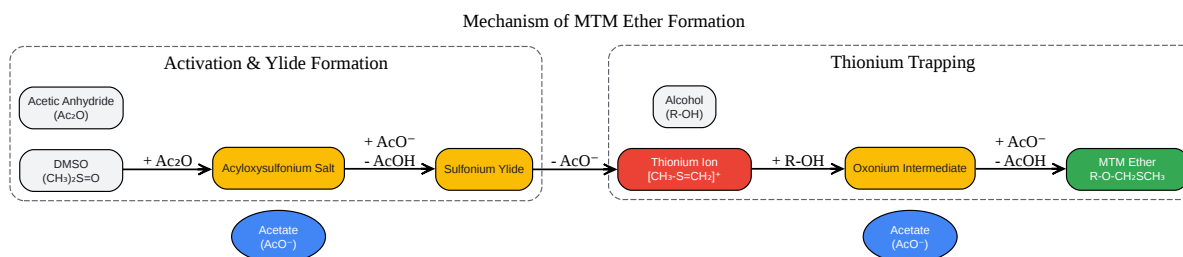 Mechanism of MTM Ether Formation
Activation & Ylide Formation
Acetic Anhydride
(Ac₂O)
DMSO
(CH₃)₂S=O
+ Ac₂O
Acyloxysulfonium Salt
+ AcO⁻
- AcOH
Sulfonium Ylide
Acetate
(AcO⁻)
- AcO⁻
Thionium Trapping
Alcohol
(R-OH)
Thionium Ion
[CH₃-S=CH₂]⁺
+ R-OH
Oxonium Intermediate
+ AcO⁻
- AcOH
MTM Ether
R-O-CH₂SCH₃
Acetate
(AcO⁻)